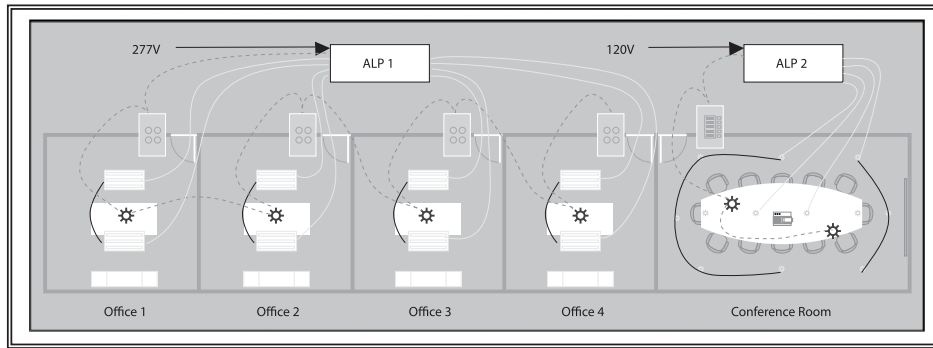 277V
ALP 1
120V
ALP 2
Office 1
Office 2
Office 3
Office 4
Conference Room